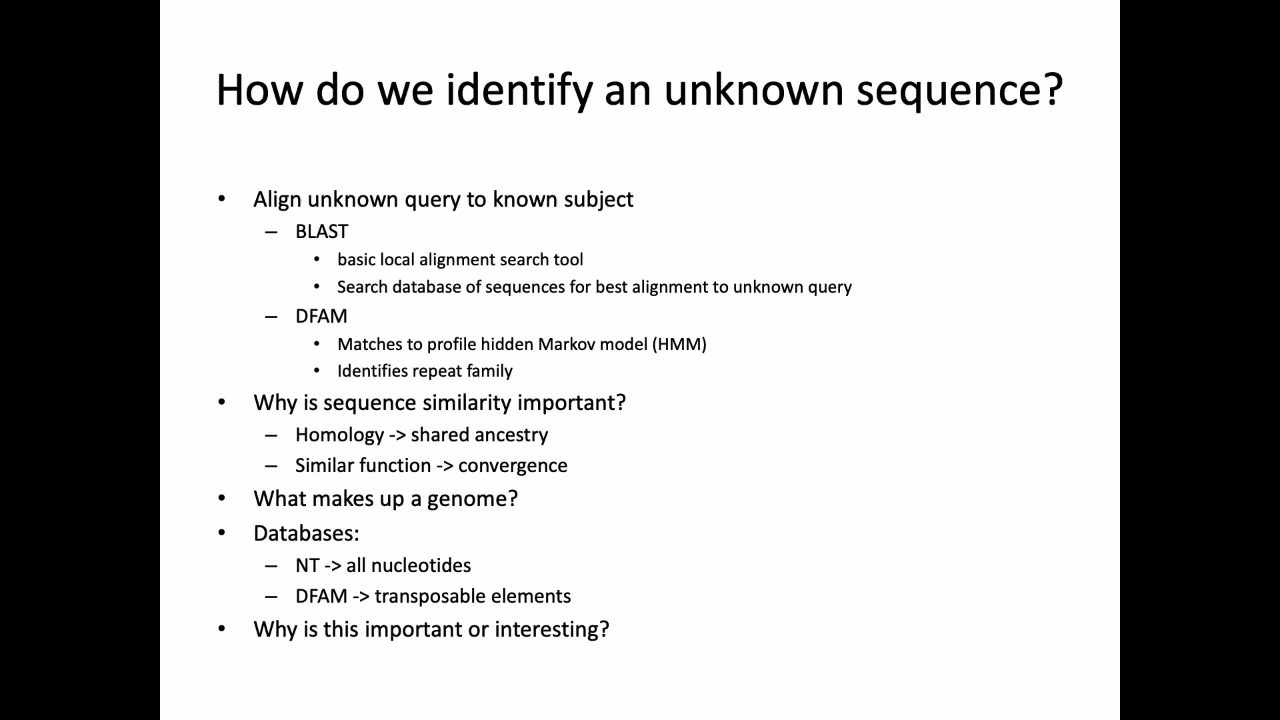 How do we identify an unknown sequence?
• Align unknown query to known subject
– BLAST
• basic local alignment search tool
• Search database of sequences for best alignment to unknown query
– DFAM
• Matches to profile hidden Markov model (HMM)
• Identifies repeat family
• Why is sequence similarity important?
– Homology -> shared ancestry
– Similar function -> convergence
• What makes up a genome?
• Databases:
– NT -> all nucleotides
– DFAM -> transposable elements
• Why is this important or interesting?